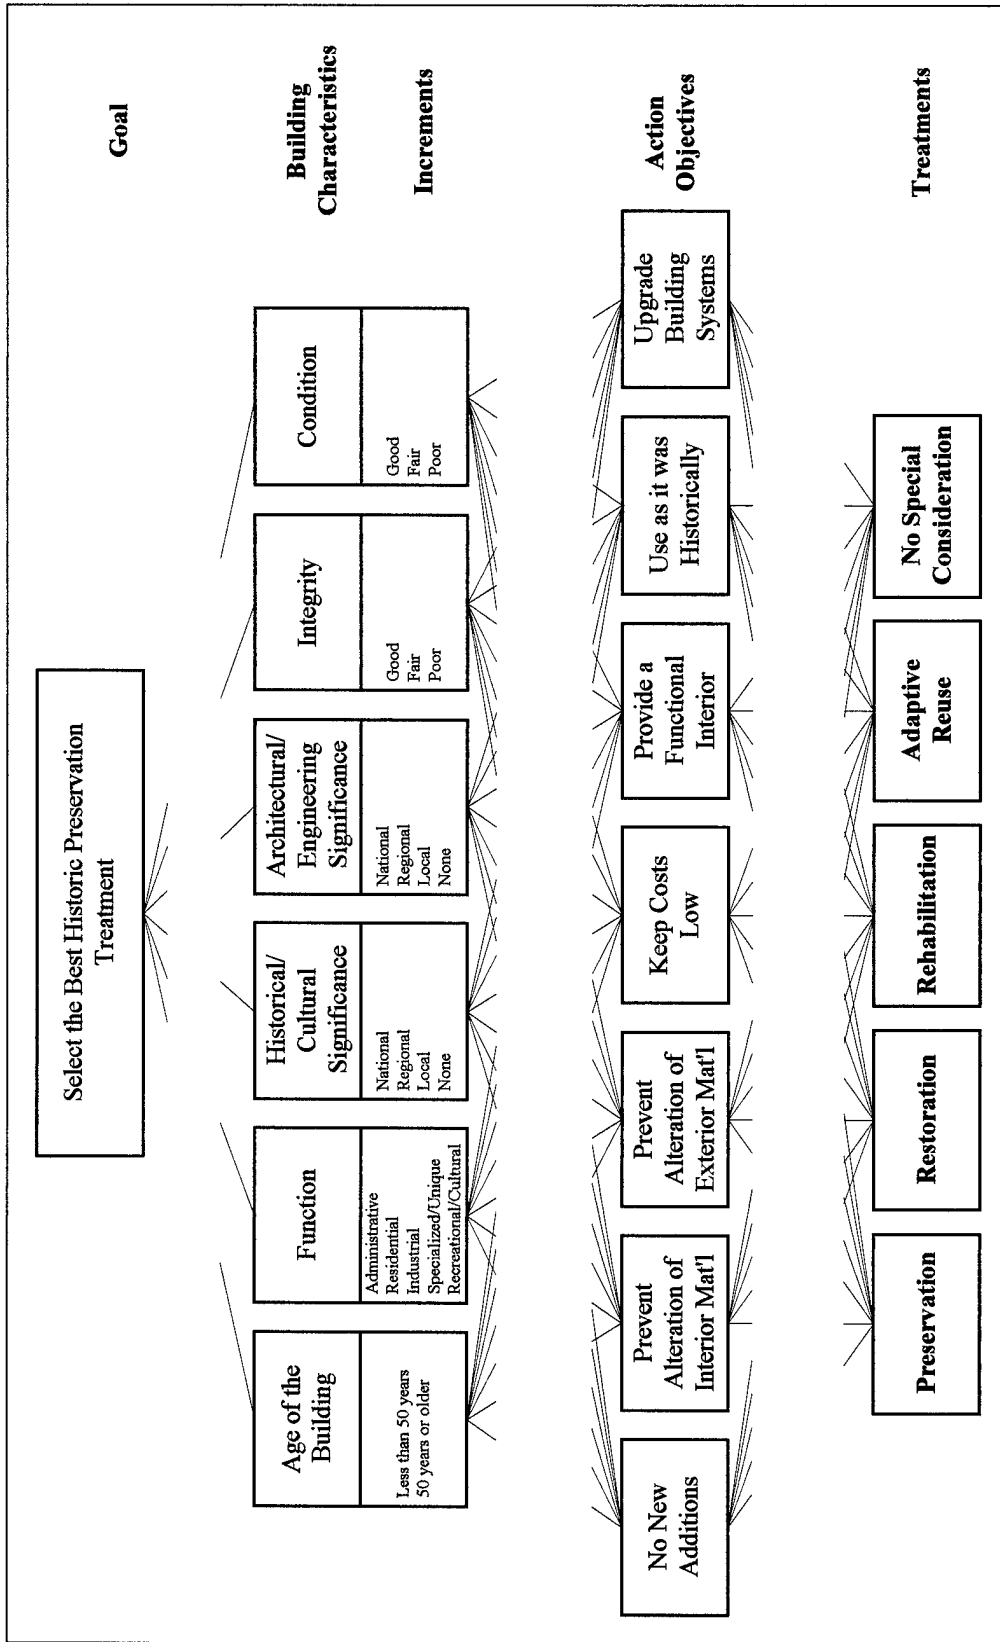 Goal
Select the Best Historic Preservation
Treatment
Building
Characteristics
Increments
Age of the
Building
Less than 50 years
50 years or older
Function
Administrative
Residential
Industrial
Specialized/Unique
Recreational/Cultural
Historical/
Cultural
Significance
National
Regional
Local
None
Architectural/
Engineering
Significance
National
Regional
Local
None
Integrity
Good
Fair
Poor
Condition
Good
Fair
Poor
Action
Objectives
No New
Additions
Prevent
Alteration of
Interior Mat'l
Prevent
Alteration of
Exterior Mat'l
Keep Costs
Low
Provide a
Functional
Interior
Use as it was
Historically
Upgrade
Building
Systems
Treatments
Preservation
Restoration
Rehabilitation
Adaptive
Reuse
No Special
Consideration